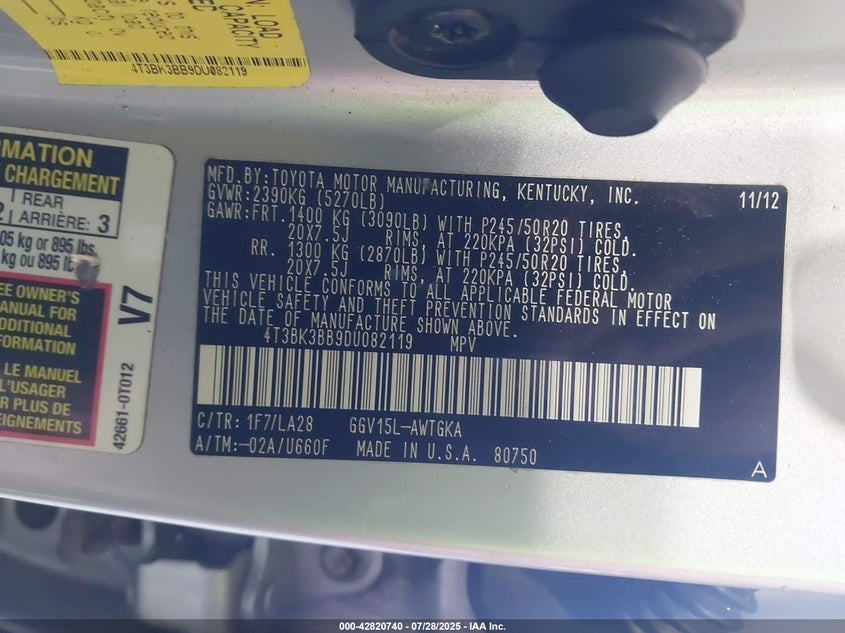 N LOAD
CAPACITY
4T3BK3BB9DU082119
RMATION
CHARGEMENT
REAR
ARRIÈRE: 3
05 kg or 895 lbs.
kg ou 895 lb
EE OWNER'S
MANUAL FOR
ADDITIONAL
FORMATION
LE MANUEL
L'USAGER
R PLUS DE
EIGNEMENTS
V7
42661-0T012
MFD.BY:TOYOTA MOTOR MANUFACTURING, KENTUCKY, INC. 11/12
GVWR:2390KG (5270LB)
GAWR:FRT. 1400 KG (3090LB) WITH P245/50R20 TIRES,
20X7.5J RIMS, AT 220KPA (32PSI) COLD.
RR. 1300 KG (2870LB) WITH P245/50R20 TIRES,
20X7.5J RIMS, AT 220KPA (32PSI) COLD.
THIS VEHICLE CONFORMS TO ALL APPLICABLE FEDERAL MOTOR
VEHICLE SAFETY AND THEFT PREVENTION STANDARDS IN EFFECT ON
THE DATE OF MANUFACTURE SHOWN ABOVE.
4T3BK3BB9DU082119 MPV
C/TR: 1F7/LA28 GGV15L-AWTGKA
A/TM:-02A/U660F MADE IN U.S.A. 80750
A
000-42820740 - 07/28/2025 - IAA Inc.